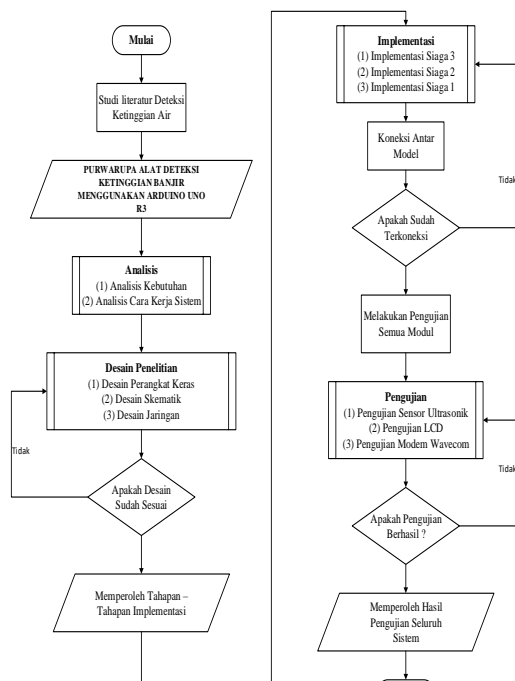 Mulai
Studi literatur Deteksi
Ketinggian Air
PURWARUPA ALAT DETEKSI
KETINGGIAN BANJIR
MENGGUNAKAN ARDUINO UNO
R3
Analisis
(1) Analisis Kebutuhan
(2) Analisis Cara Kerja Sistem
Desain Penelitian
(1) Desain Perangkat Keras
(2) Desain Skematik
(3) Desain Jaringan
Tidak
Apakah Desain
Sudah Sesuai
Memperoleh Tahapan –
Tahapan Implementasi
Implementasi
(1) Implementasi Siaga 3
(2) Implementasi Siaga 2
(3) Implementasi Siaga 1
Koneksi Antar
Model
Tidak
Apakah Sudah
Terkoneksi
Melakukan Pengujian
Semua Modul
Pengujian
(1) Pengujian Sensor Ultrasonik
(2) Pengujian LCD
(3) Pengujian Modem Wavecom
Tidak
Apakah Pengujian
Berhasil ?
Memperoleh Hasil
Pengujian Seluruh
Sistem